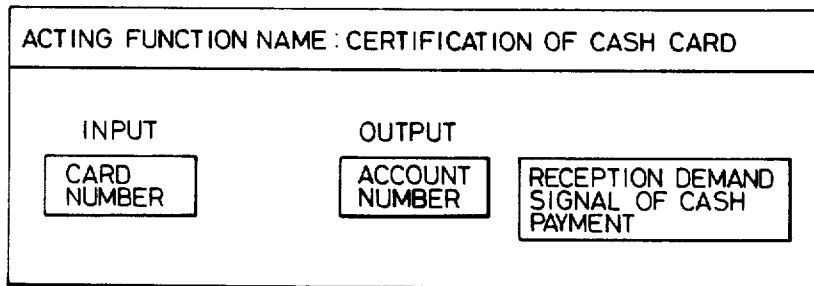 ACTING FUNCTION NAME : CERTIFICATION OF CASH CARD
INPUT
OUTPUT
CARD
NUMBER
ACCOUNT
NUMBER
RECEPTION DEMAND
SIGNAL OF CASH
PAYMENT